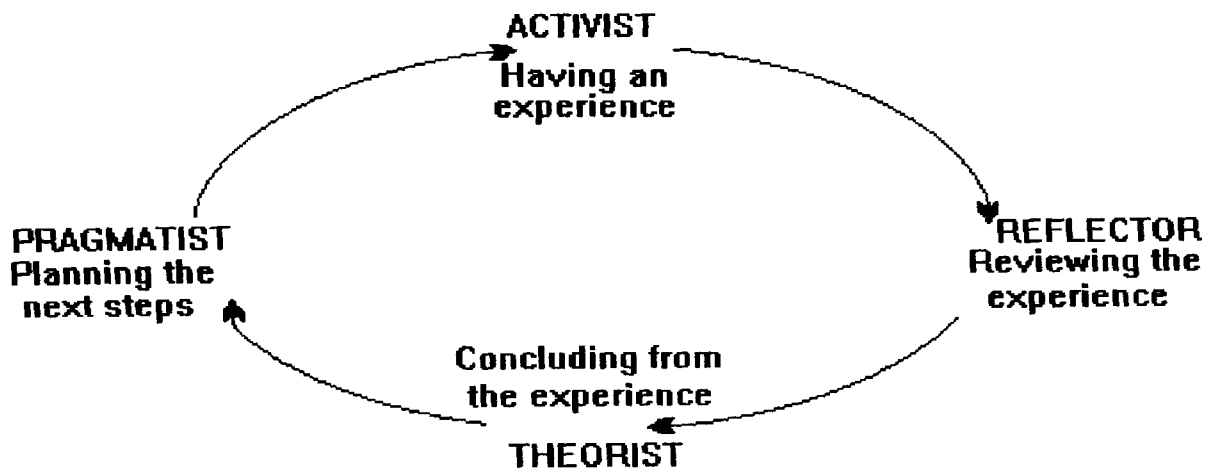 ACTIVIST
Having an
experience
PRAGMATIST
Planning the
next steps
REFLECTOR
Reviewing the
experience
Concluding from
the experience
THEORIST